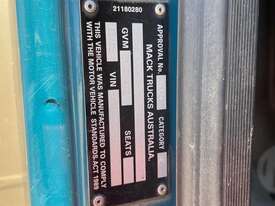 21180280
APPROVAL No.
CATEGORY
MACK TRUCKS AUSTRALIA.
GVM
SEATS
VIN
THIS VEHICLE WAS MANUFACTURED TO COMPLY
WITH THE MOTOR VEHICLE STANDARDS ACT 1989